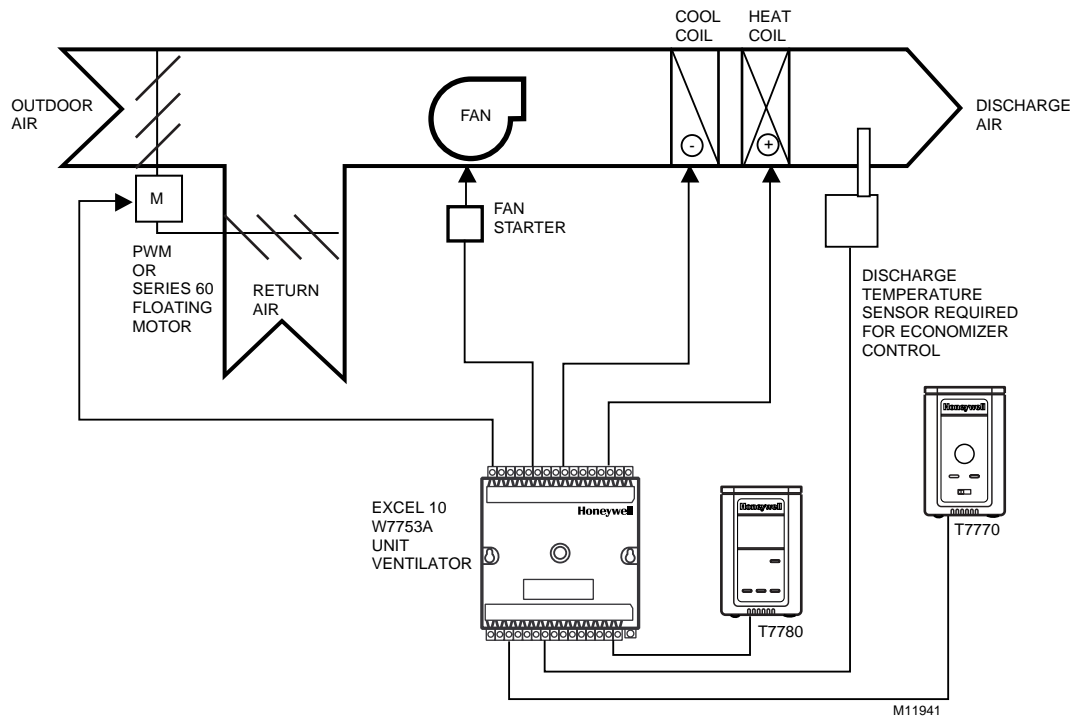 COOL
COIL
HEAT
COIL
OUTDOOR
AIR
FAN
DISCHARGE
AIR
-
+
M
FAN
STARTER
PWM
OR
SERIES 60
FLOATING
MOTOR
RETURN
AIR
DISCHARGE
TEMPERATURE
SENSOR REQUIRED
FOR ECONOMIZER
CONTROL
EXCEL 10
W7753A
UNIT
VENTILATOR
Honeywell
Honeywell
T7780
Honeywell
T7770
M11941